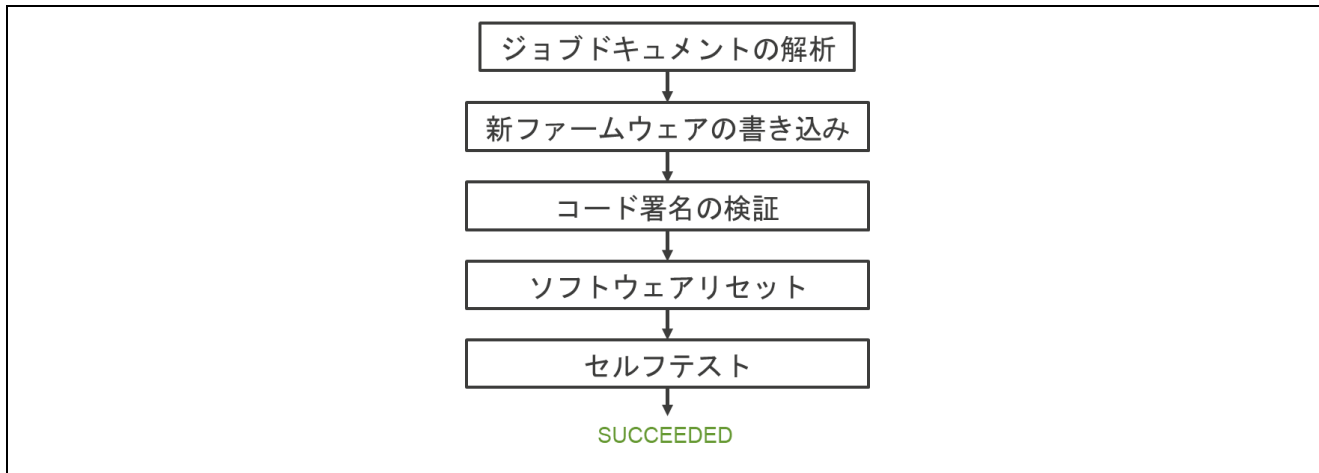 ジョブドキュメントの解析
新ファームウェアの書き込み
コード署名の検証
ソフトウェアリセット
セルフテスト
SUCCEEDED